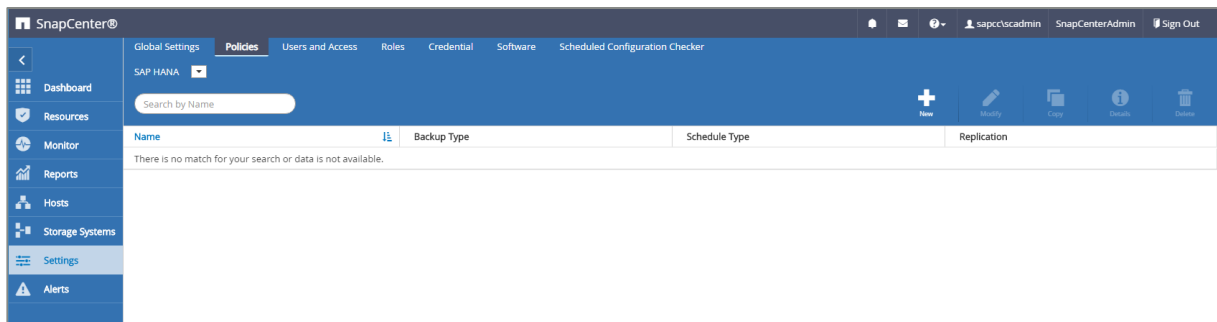 SnapCenter®
sapcc\scadmin SnapCenterAdmin Sign Out
Global Settings Policies Users and Access Roles Credential Software Scheduled Configuration Checker
SAP HANA
Dashboard
Search by Name
New Modify Copy Details Delete
Resources
Name Backup Type Schedule Type Replication
Monitor
There is no match for your search or data is not available.
Reports
Hosts
Storage Systems
Settings
Alerts